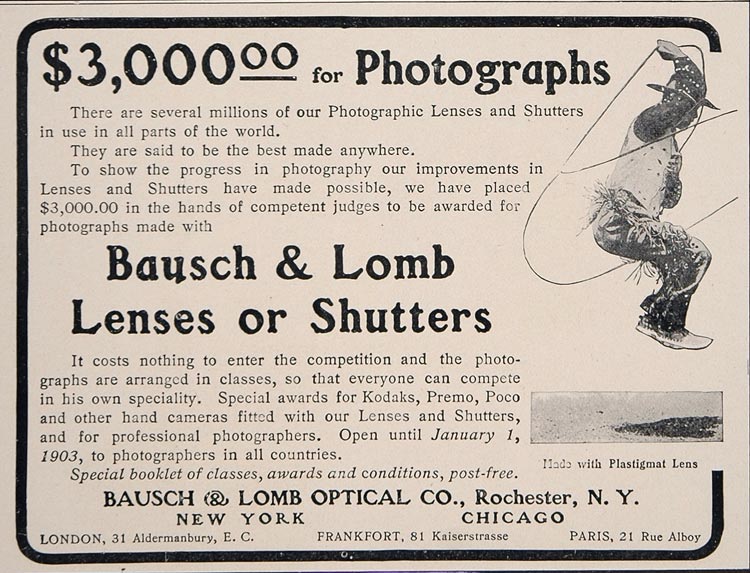 $3,000.00 for Photographs
There are several millions of our Photographic Lenses and Shutters
in use in all parts of the world.
They are said to be the best made anywhere.
To show the progress in photography our improvements in
Lenses and Shutters have made possible, we have placed
$3,000.00 in the hands of competent judges to be awarded for
photographs made with
Bausch & Lomb
Lenses or Shutters
It costs nothing to enter the competition and the photo-
graphs are arranged in classes, so that everyone can compete
in his own speciality. Special awards for Kodaks, Premo, Poco
and other hand cameras fitted with our Lenses and Shutters,
and for professional photographers. Open until January 1,
1903, to photographers in all countries.
Special booklet of classes, awards and conditions, post-free.
Made with Plastigmat Lens
BAUSCH & LOMB OPTICAL CO., Rochester, N. Y.
NEW YORK CHICAGO
LONDON, 31 Aldermanbury, E. C. FRANKFORT, 81 Kaiserstrasse PARIS, 21 Rue Alboy